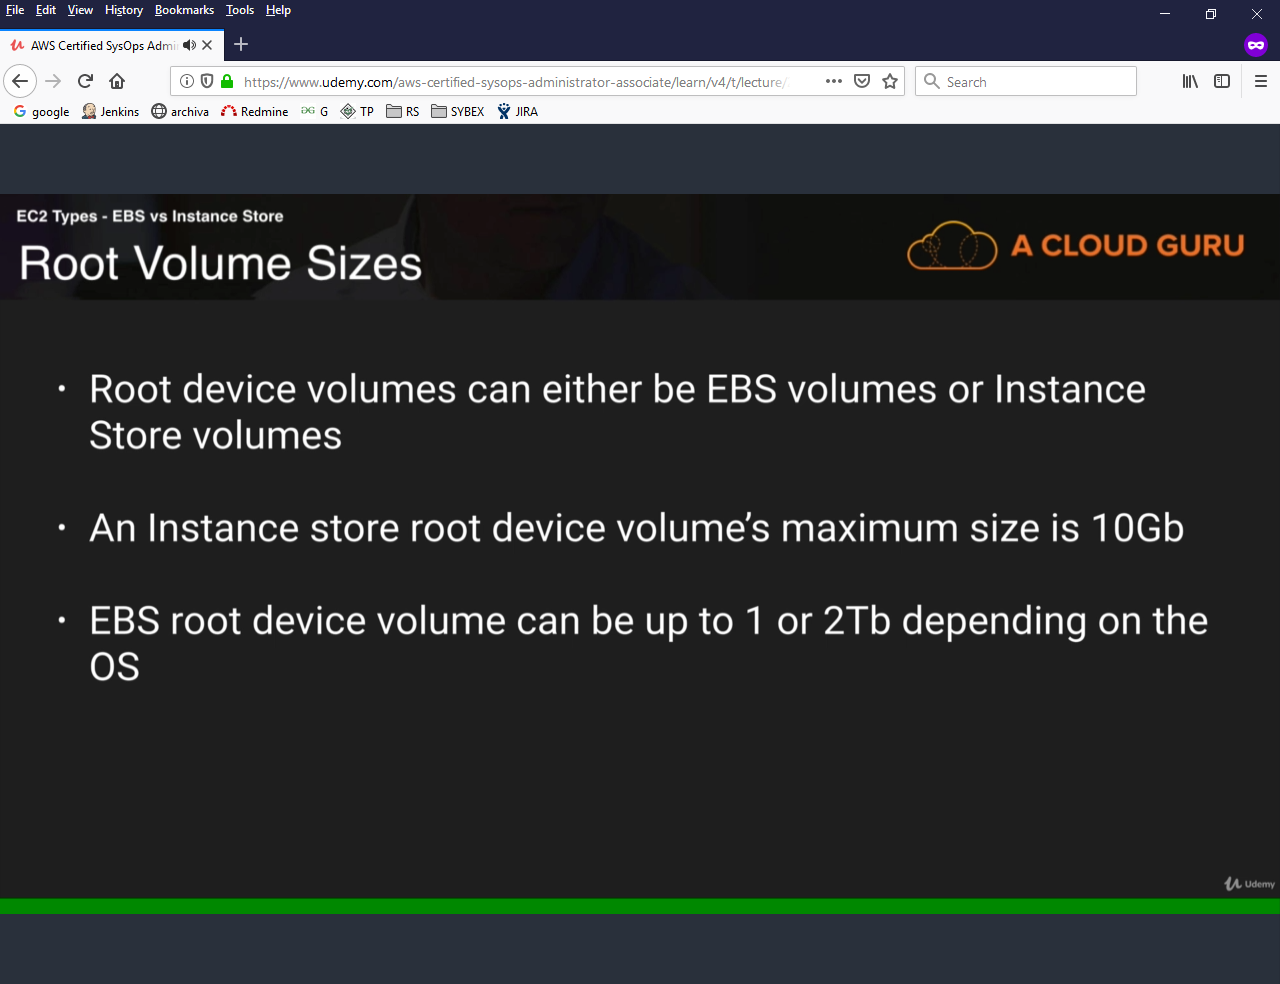 File Edit View History Bookmarks Tools Help
AWS Certified SysOps Admi
https://www.udemy.com/aws-certified-sysops-administrator-associate/learn/v4/t/lecture/
Search
google Jenkins archiva Redmine G TP RS SYBEX JIRA
EC2 Types - EBS vs Instance Store
Root Volume Sizes
A CLOUD GURU
• Root device volumes can either be EBS volumes or Instance
Store volumes
• An Instance store root device volume’s maximum size is 10Gb
• EBS root device volume can be up to 1 or 2Tb depending on the
OS
Udemy